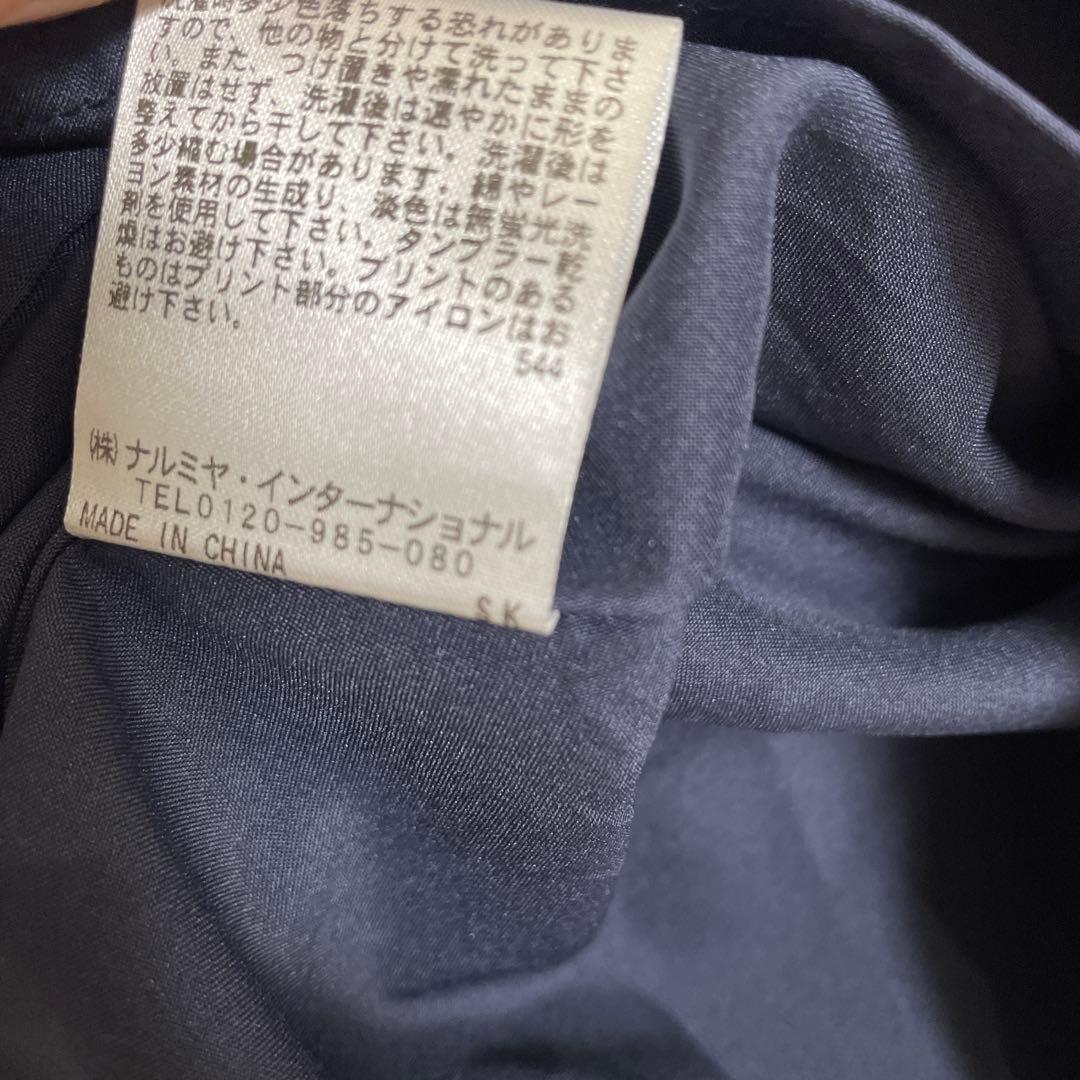 洗濯時多少色落ちする恐れがありま
すので、他の物と分けて洗って下さ
い。また、つけ置きや濡れたままの
放置はせず、洗濯後は速やかに形を
整えてから干して下さい。洗濯後は
多少縮む場合があります。綿やレー
ヨン素材の生成り、淡色は無蛍光洗
剤を使用して下さい。タンブラー乾
燥はお避け下さい。プリントのある
ものはプリント部分のアイロンはお
避け下さい。
544
(株)ナルミヤ・インターナショナル
TEL0120-985-080
MADE IN CHINA
S.K